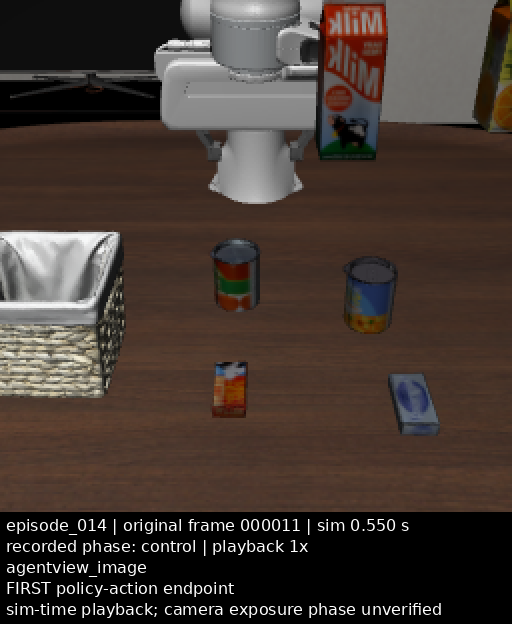 Milk
Milk
episode_014 | original frame 000011 | sim 0.550 s
recorded phase: control | playback 1x
agentview_image
FIRST policy-action endpoint
sim-time playback; camera exposure phase unverified